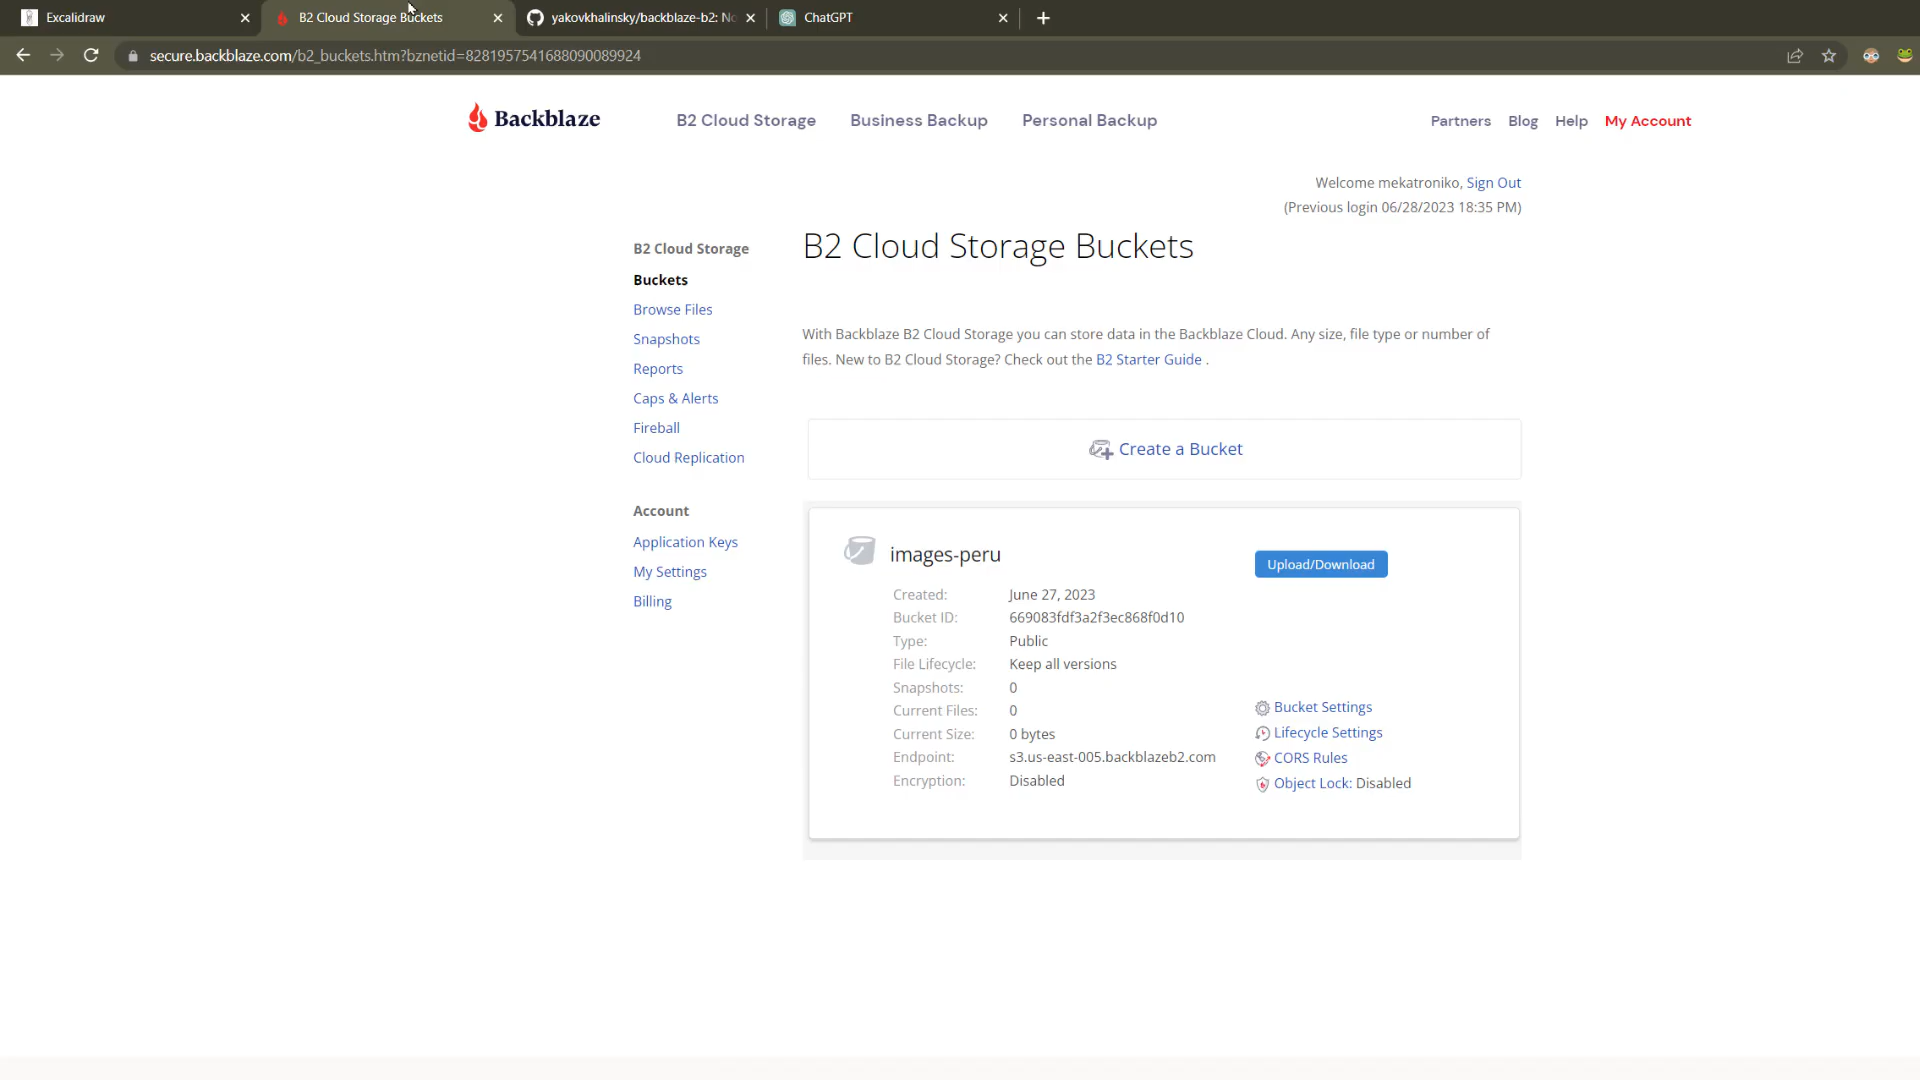 Excalidraw
B2 Cloud Storage Buckets
yakovkhalinsky/backblaze-b2: No
ChatGPT
secure.backblaze.com/b2_buckets.htm?bznetid=8281957541688090089924
Backblaze
B2 Cloud Storage
Business Backup
Personal Backup
Partners
Blog
Help
My Account
Welcome mekatroniko, Sign Out
(Previous login 06/28/2023 18:35 PM)
B2 Cloud Storage
Buckets
Browse Files
Snapshots
Reports
Caps & Alerts
Fireball
Cloud Replication
Account
Application Keys
My Settings
Billing
B2 Cloud Storage Buckets
With Backblaze B2 Cloud Storage you can store data in the Backblaze Cloud. Any size, file type or number of
files. New to B2 Cloud Storage? Check out the B2 Starter Guide .
Create a Bucket
images-peru
Upload/Download
Created: June 27, 2023
Bucket ID: 669083fdf3a2f3ec868f0d10
Type: Public
File Lifecycle: Keep all versions
Snapshots: 0
Current Files: 0
Current Size: 0 bytes
Endpoint: s3.us-east-005.backblazeb2.com
Encryption: Disabled
Bucket Settings
Lifecycle Settings
CORS Rules
Object Lock: Disabled